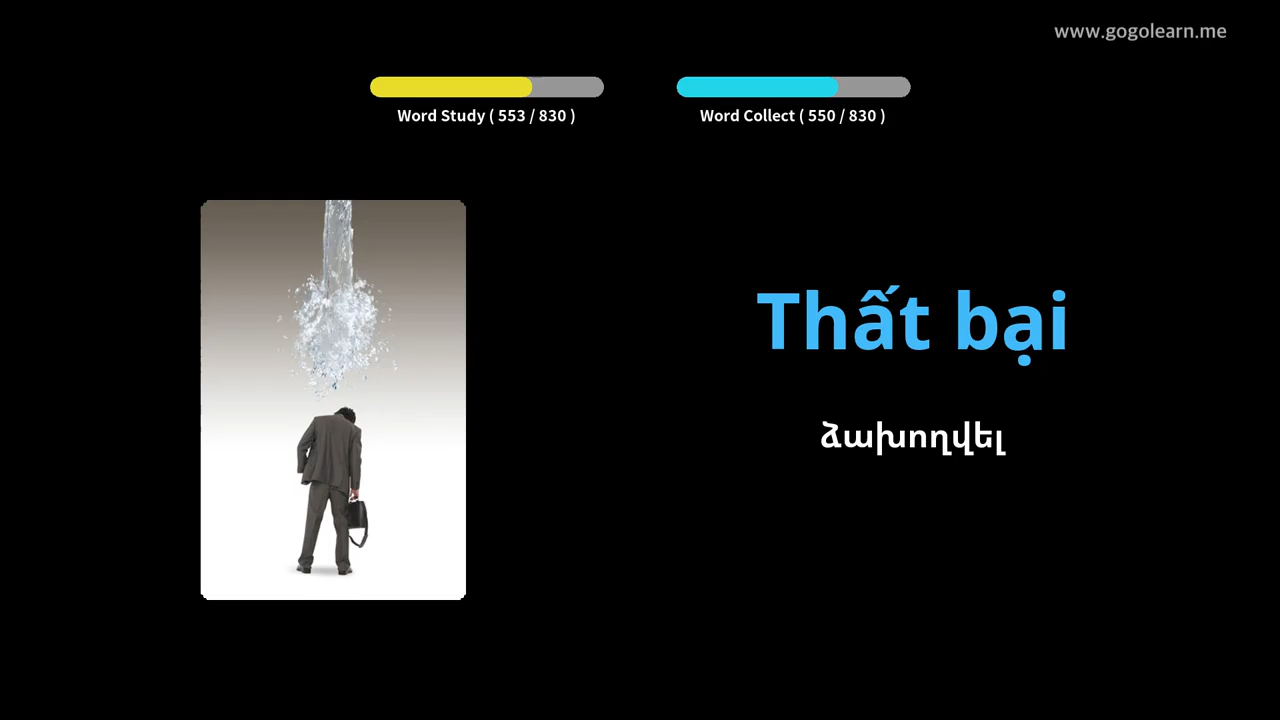 www.gogolearn.me
Word Study ( 553 / 830 )
Word Collect ( 550 / 830 )
Thất bại
ձախողվել